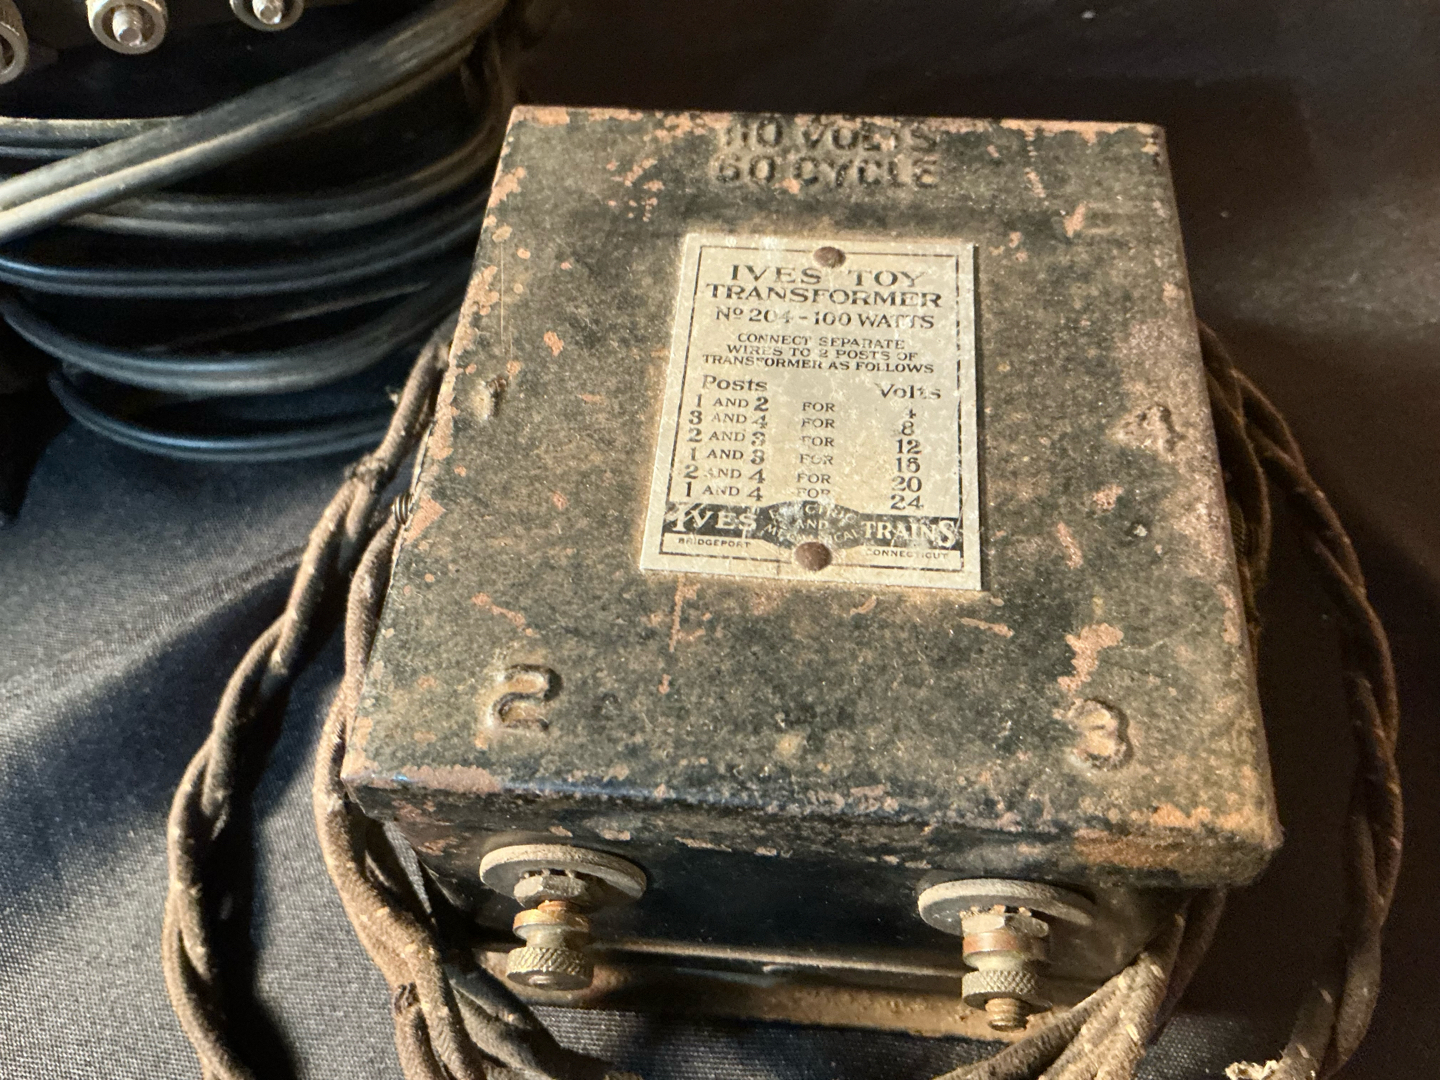 110 VOLTS
60 CYCLE
IVES TOY
TRANSFORMER
No 204 - 100 WATTS
CONNECT SEPARATE
WIRES TO 2 POSTS OF
TRANSFORMER AS FOLLOWS
Posts Volts
1 AND 2 FOR 4
3 AND 4 FOR 8
2 AND 3 FOR 12
1 AND 3 FOR 16
2 AND 4 FOR 20
1 AND 4 FOR 24
IVES ELECTRIC AND MECHANICAL TRAINS
BRIDGEPORT CONNECTICUT
2 3